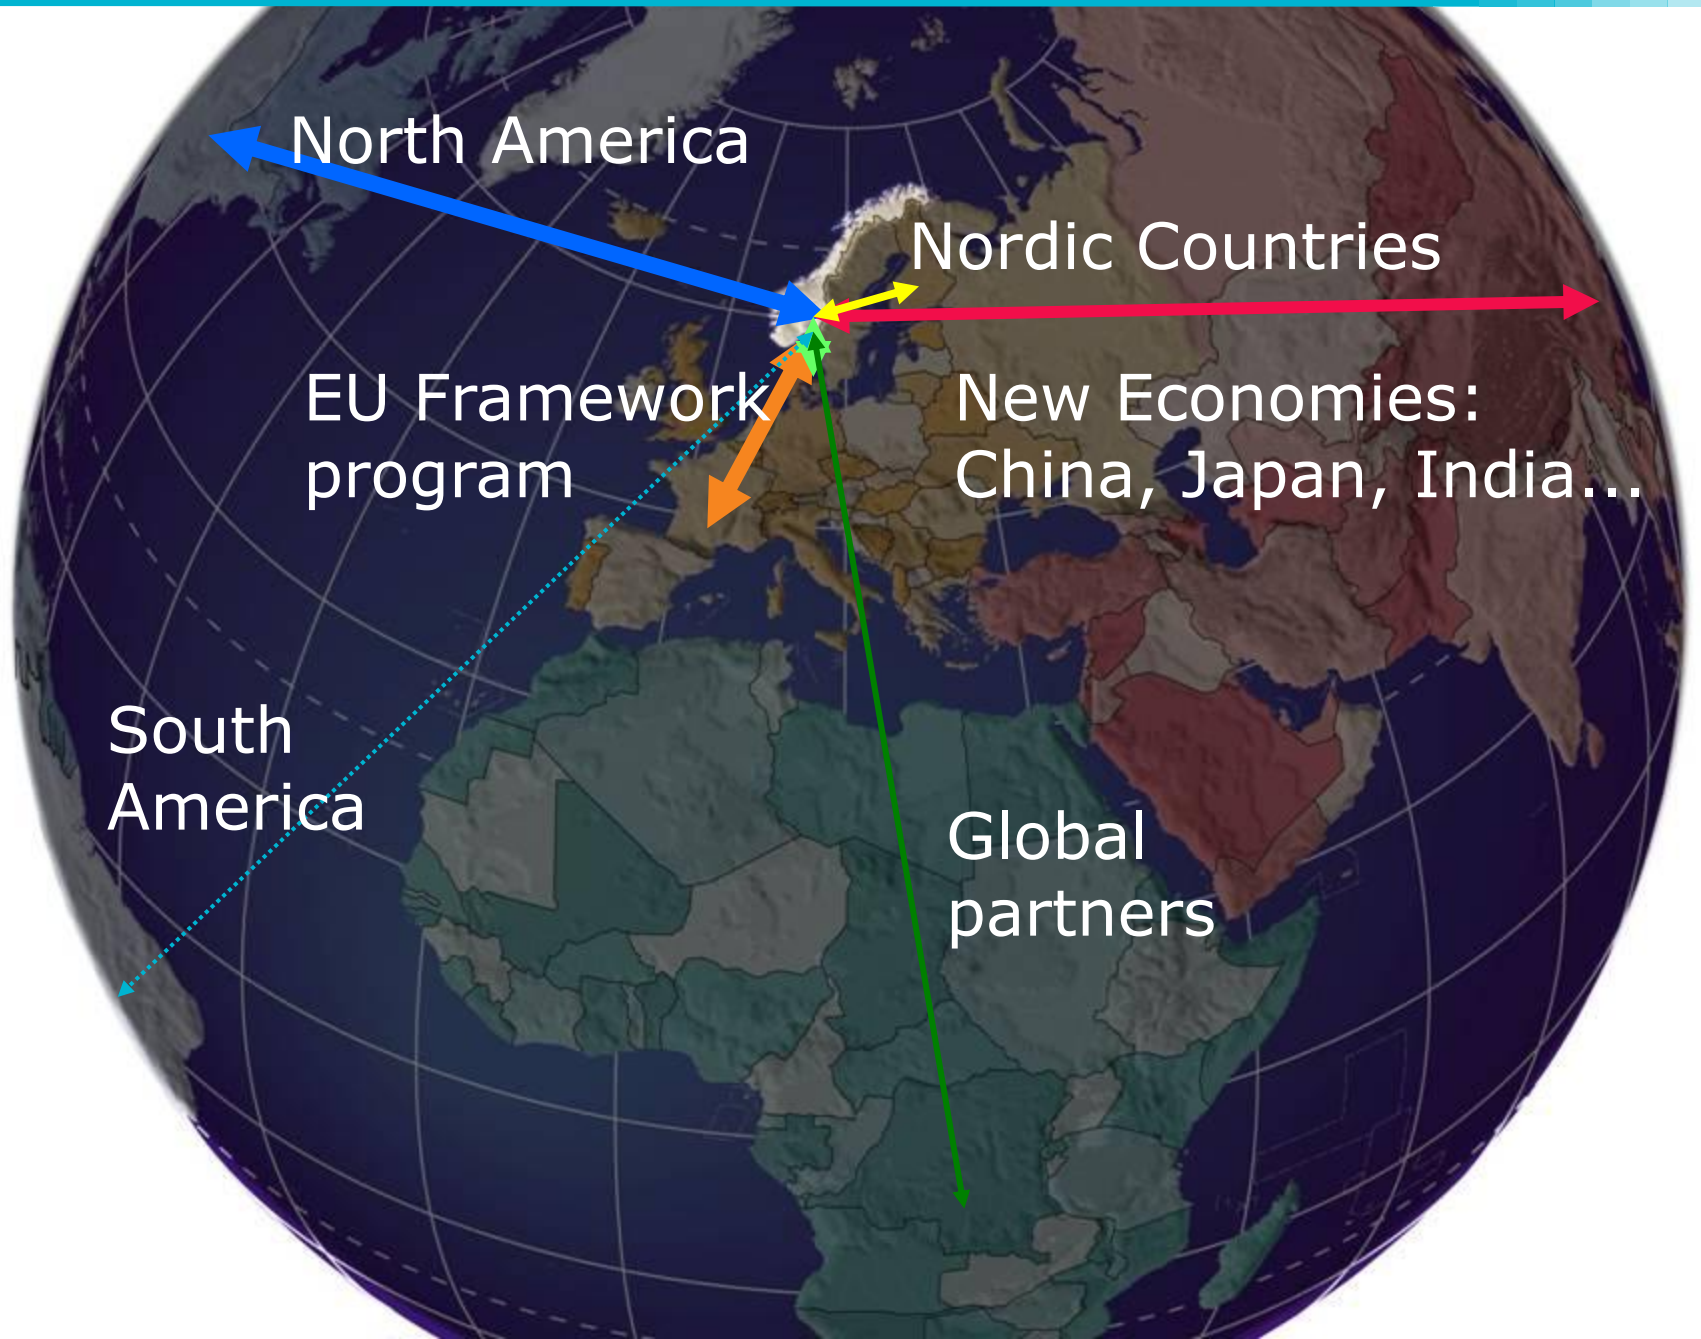 North America
Nordic Countries
EU Framework
program
New Economies:
China, Japan, India...
South
America
Global
partners